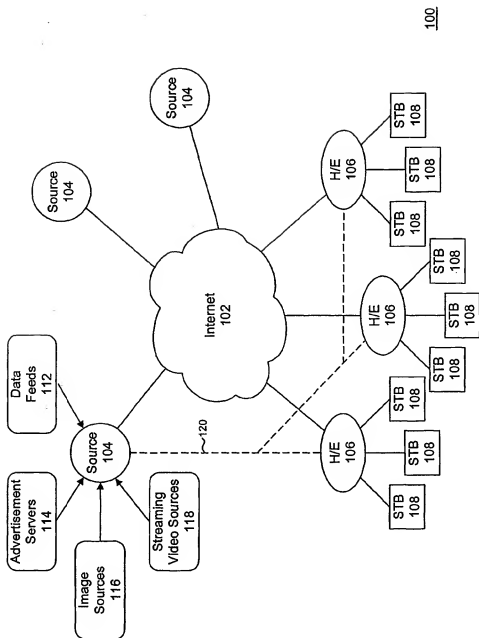 100
Data
Feeds
112
Advertisement
Servers
114
Image
Sources
116
Streaming
Video Sources
118
Source
104
Source
104
Source
104
Internet
102
120
H/E
106
H/E
106
H/E
106
STB
108
STB
108
STB
108
STB
108
STB
108
STB
108
STB
108
STB
108
STB
108